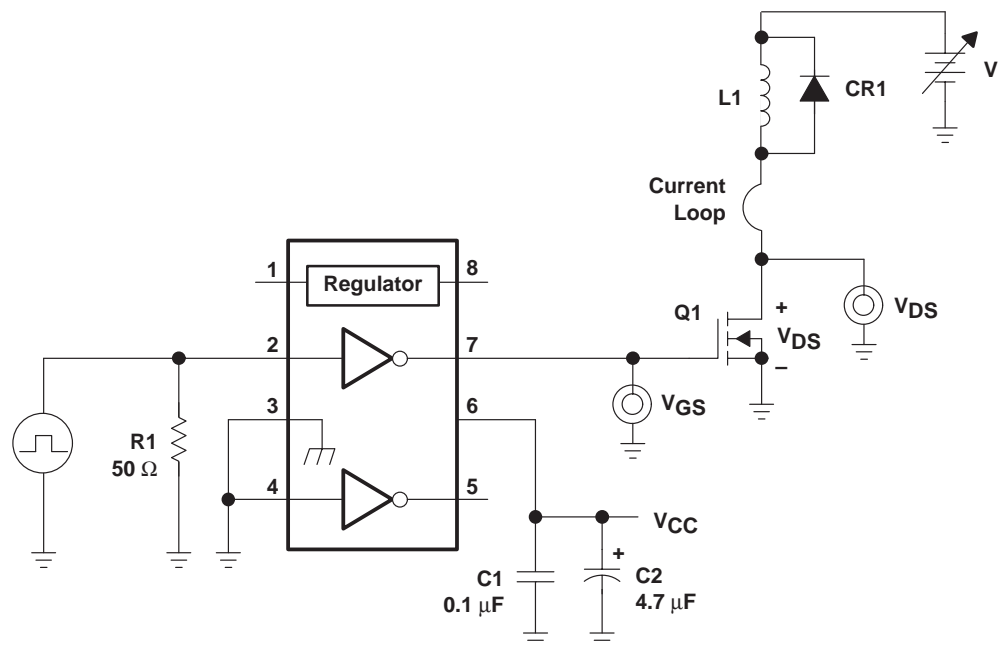 V
L1
CR1
Current
Loop
1
Regulator
8
Q1
+
VDS
–
VDS
2
7
3
6
VGS
R1
50 Ω
4
5
VCC
C1
0.1 μF
+
C2
4.7 μF